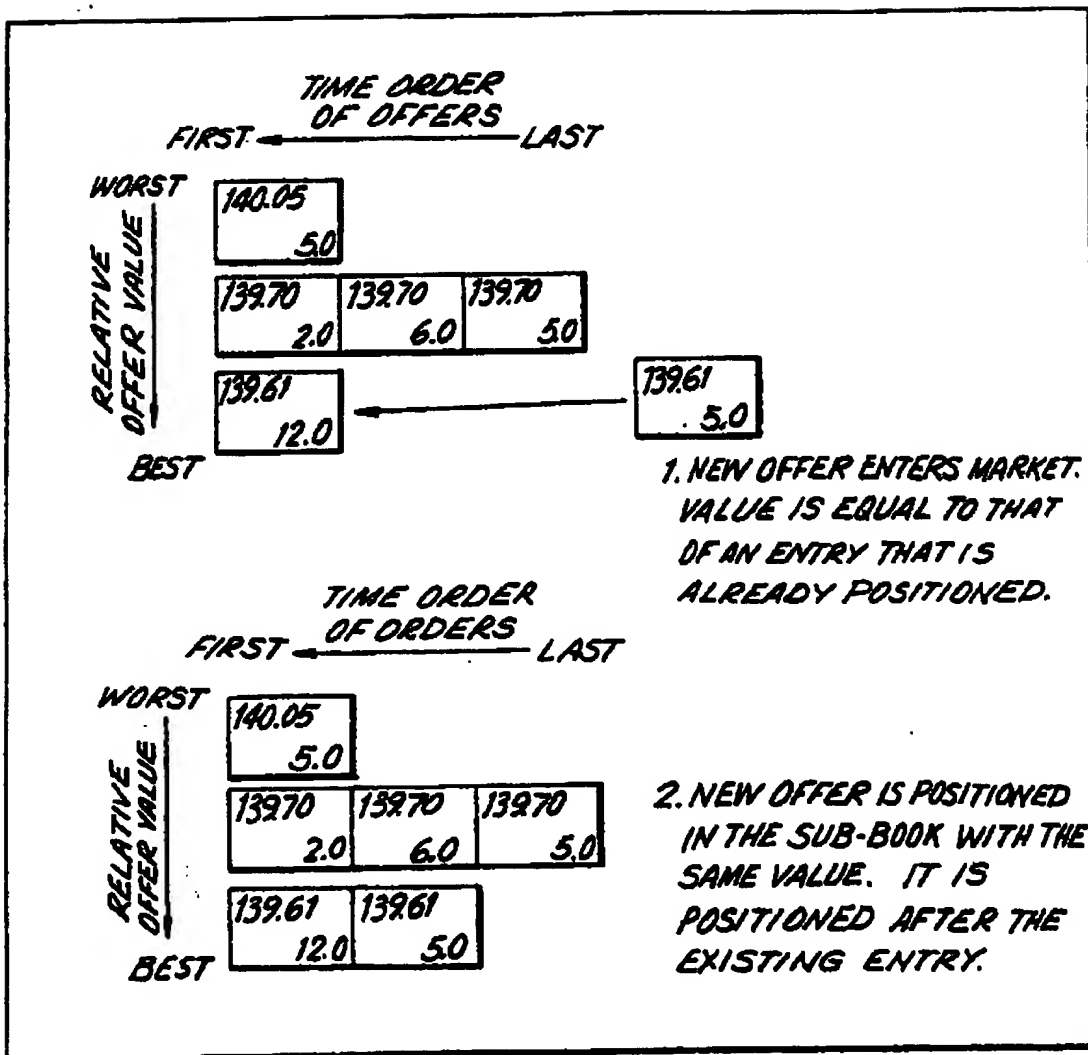 TIME ORDER
OF OFFERS
FIRST LAST
WORST
RELATIVE
OFFER VALUE
BEST
140.05
5.0
139.70 139.70 139.70
2.0 6.0 5.0
139.61 139.61
12.0 5.0
1. NEW OFFER ENTERS MARKET.
VALUE IS EQUAL TO THAT
OF AN ENTRY THAT IS
ALREADY POSITIONED.
TIME ORDER
OF ORDERS
FIRST LAST
WORST
RELATIVE
OFFER VALUE
BEST
140.05
5.0
139.70 139.70 139.70
2.0 6.0 5.0
139.61 139.61
12.0 5.0
2. NEW OFFER IS POSITIONED
IN THE SUB-BOOK WITH THE
SAME VALUE. IT IS
POSITIONED AFTER THE
EXISTING ENTRY.